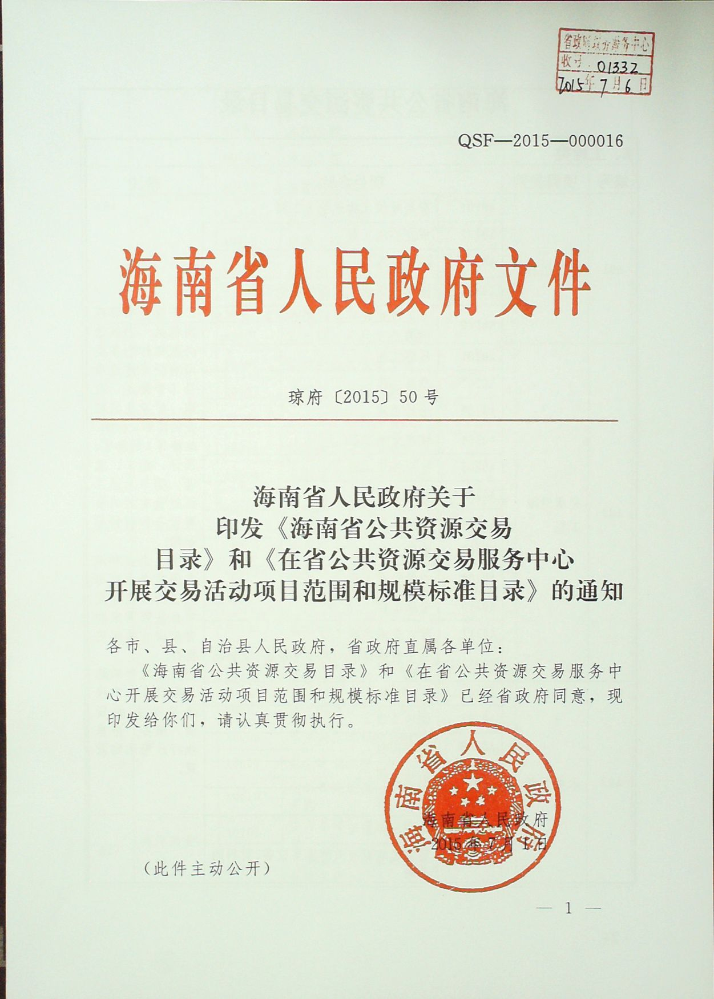 省政府政务服务中心
收号 01332
2015年7月6日
QSF—2015—000016
海南省人民政府文件
琼府〔2015〕50号
海南省人民政府关于
印发《海南省公共资源交易
目录》和《在省公共资源交易服务中心
开展交易活动项目范围和规模标准目录》的通知
各市、县、自治县人民政府，省政府直属各单位：
《海南省公共资源交易目录》和《在省公共资源交易服务中
心开展交易活动项目范围和规模标准目录》已经省政府同意，现
印发给你们，请认真贯彻执行。
海南省人民政府
海南省人民政府
2015年7月1日
（此件主动公开）
— 1 —